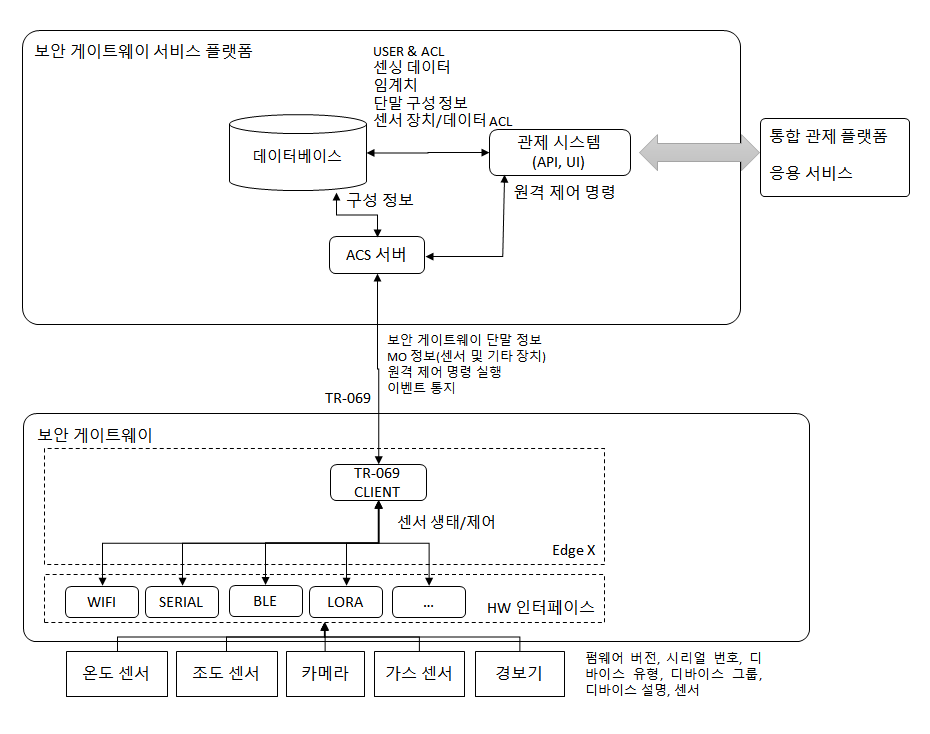 보안 게이트웨이 서비스 플랫폼
USER & ACL
센싱 데이터
임계치
단말 구성 정보
센서 장치/데이터 ACL
데이터베이스
관제 시스템
(API, UI)
통합 관제 플랫폼
응용 서비스
구성 정보
원격 제어 명령
ACS 서버
보안 게이트웨이 단말 정보
MO 정보(센서 및 기타 장치)
원격 제어 명령 실행
이벤트 통지
TR-069
보안 게이트웨이
TR-069
CLIENT
센서 생태/제어
Edge X
WIFI
SERIAL
BLE
LORA
...
HW 인터페이스
온도 센서
조도 센서
카메라
가스 센서
경보기
펌웨어 버전, 시리얼 번호, 디
바이스 유형, 디바이스 그룹,
디바이스 설명, 센서